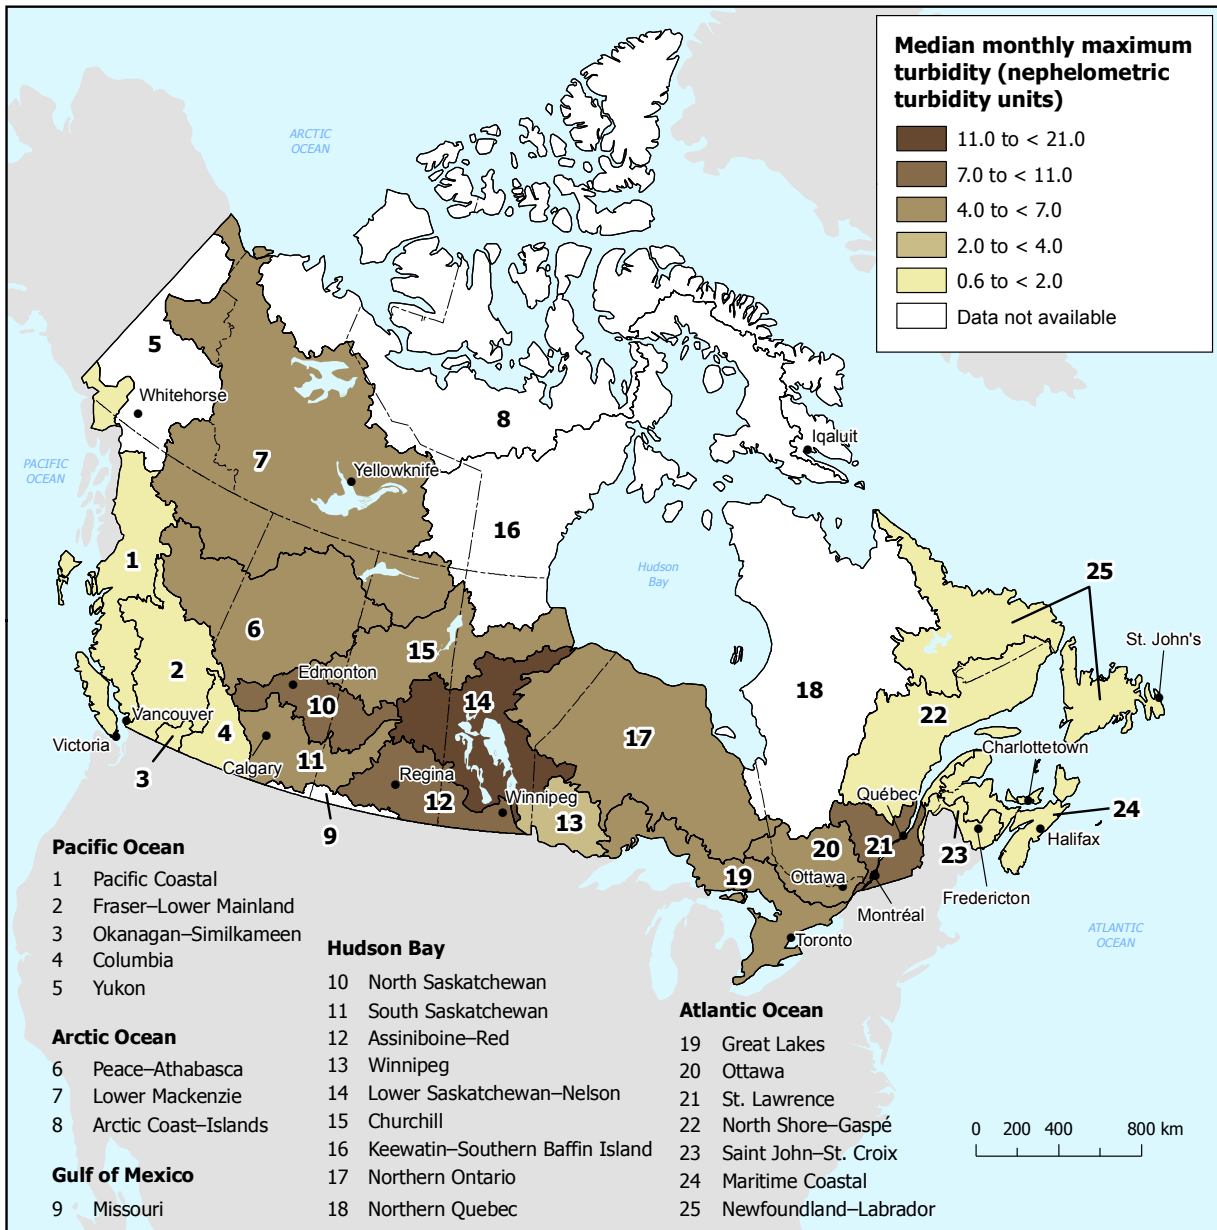 Median monthly maximum
turbidity (nephelometric
turbidity units)
11.0 to < 21.0
7.0 to < 11.0
4.0 to < 7.0
2.0 to < 4.0
0.6 to < 2.0
Data not available
ARCTIC
OCEAN
5
Whitehorse
8
Iqaluit
PACIFIC
OCEAN
7
Yellowknife
16
1
Hudson
Bay
25
6
15
St. John's
2
Edmonton
18
10
14
22
Vancouver
4
17
Victoria
Charlottetown
3
Calgary
11
Regina
12
Québec
Winnipeg
13
24
9
20
21
23
Halifax
19
Ottawa
Fredericton
Montréal
Toronto
ATLANTIC
OCEAN
Pacific Ocean
1 Pacific Coastal
2 Fraser–Lower Mainland
3 Okanagan–Similkameen
4 Columbia
5 Yukon
Arctic Ocean
6 Peace–Athabasca
7 Lower Mackenzie
8 Arctic Coast–Islands
Gulf of Mexico
9 Missouri
Hudson Bay
10 North Saskatchewan
11 South Saskatchewan
12 Assiniboine–Red
13 Winnipeg
14 Lower Saskatchewan–Nelson
15 Churchill
16 Keewatin–Southern Baffin Island
17 Northern Ontario
18 Northern Quebec
Atlantic Ocean
19 Great Lakes
20 Ottawa
21 St. Lawrence
22 North Shore–Gaspé
23 Saint John–St. Croix
24 Maritime Coastal
25 Newfoundland–Labrador
0 200 400 800 km